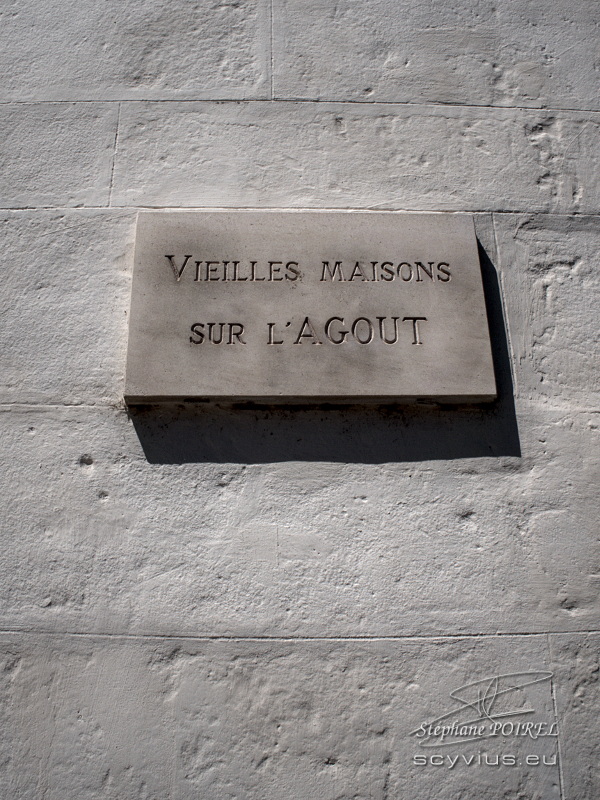 VIEILLES MAISONS
SUR L'AGOUT
Stéphane POIREL
scyvius.eu